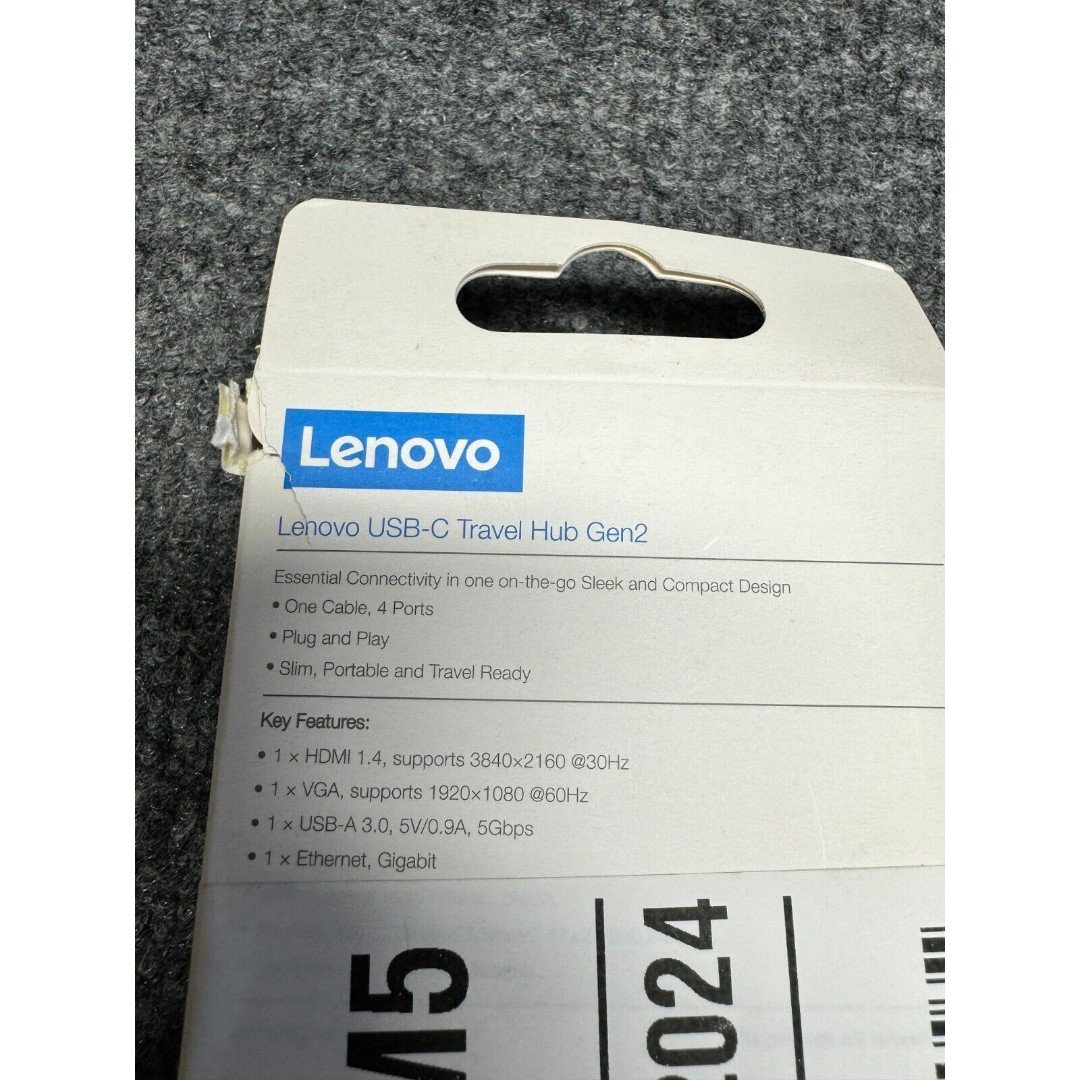 Lenovo
Lenovo USB-C Travel Hub Gen2
Essential Connectivity in one on-the-go Sleek and Compact Design
• One Cable, 4 Ports
• Plug and Play
• Slim, Portable and Travel Ready
Key Features:
• 1 × HDMI 1.4, supports 3840×2160 @30Hz
• 1 × VGA, supports 1920×1080 @60Hz
• 1 × USB-A 3.0, 5V/0.9A, 5Gbps
• 1 × Ethernet, Gigabit
2024